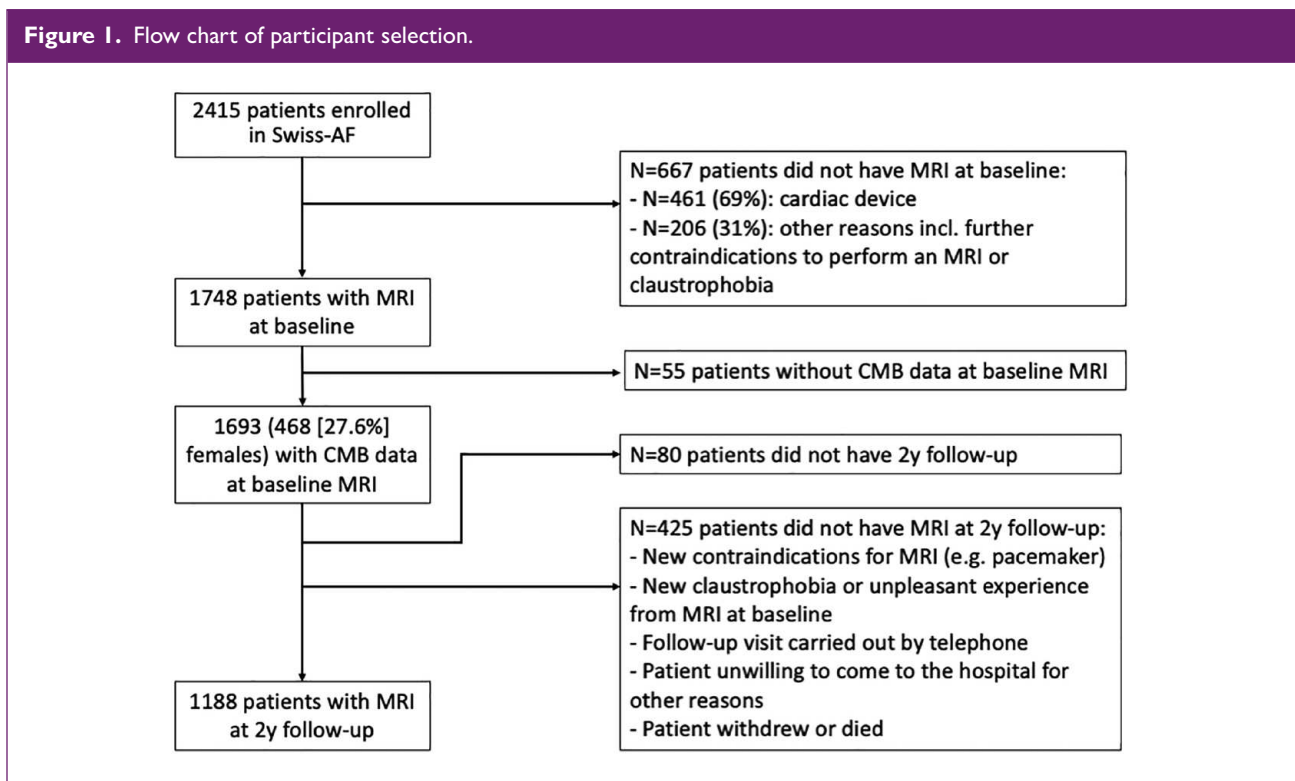 Figure 1. Flow chart of participant selection.
2415 patients enrolled
in Swiss-AF
N=667 patients did not have MRI at baseline:
- N=461 (69%): cardiac device
- N=206 (31%): other reasons incl. further
contraindications to perform an MRI or
claustrophobia
1748 patients with MRI
at baseline
N=55 patients without CMB data at baseline MRI
1693 (468 [27.6%]
females) with CMB data
at baseline MRI
N=80 patients did not have 2y follow-up
N=425 patients did not have MRI at 2y follow-up:
- New contraindications for MRI (e.g. pacemaker)
- New claustrophobia or unpleasant experience
from MRI at baseline
- Follow-up visit carried out by telephone
- Patient unwilling to come to the hospital for
other reasons
- Patient withdrew or died
1188 patients with MRI
at 2y follow-up